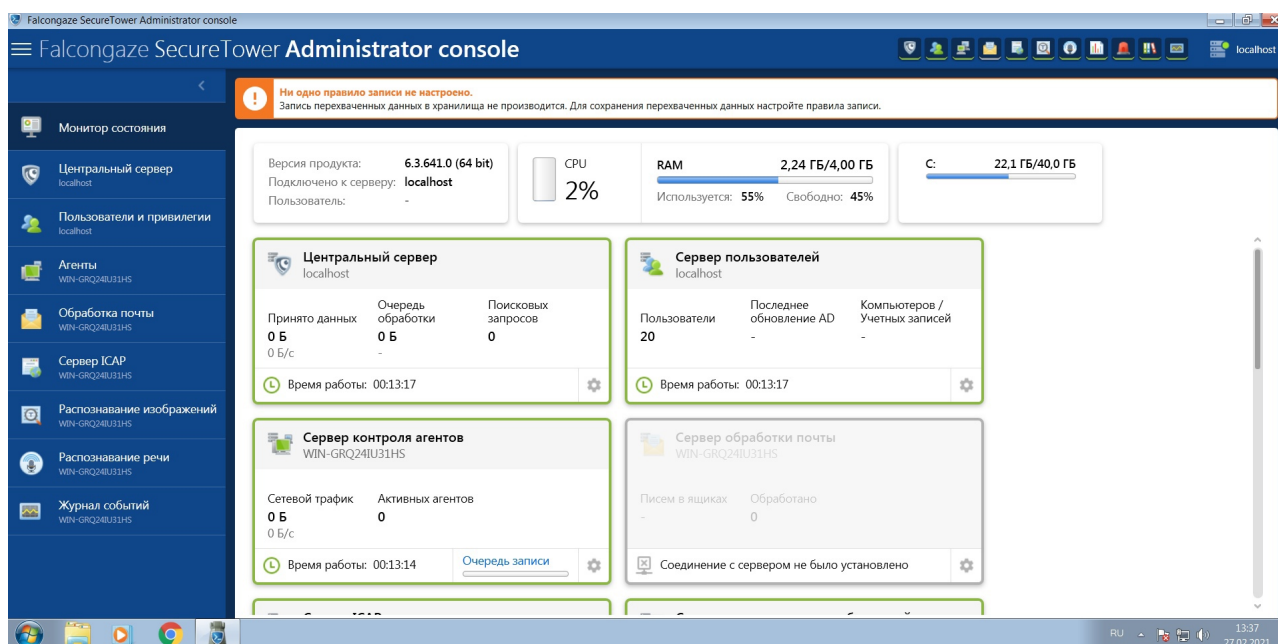 Falcongaze SecureTower Administrator console
Falcongaze SecureTower Administrator console
localhost
Ни одно правило записи не настроено.
Запись перехваченных данных в хранилища не производится. Для сохранения перехваченных данных настройте правила записи.
Монитор состояния
Центральный сервер
localhost
Пользователи и привилегии
localhost
Агенты
WIN-GRQ24IU31HS
Обработка почты
WIN-GRQ24IU31HS
Сервер ICAP
WIN-GRQ24IU31HS
Распознавание изображений
WIN-GRQ24IU31HS
Распознавание речи
WIN-GRQ24IU31HS
Журнал событий
WIN-GRQ24IU31HS
Версия продукта: 6.3.641.0 (64 bit)
Подключено к серверу: localhost
Пользователь: -
CPU
2%
RAM 2,24 ГБ/4,00 ГБ
Используется: 55% Свободно: 45%
C: 22,1 ГБ/40,0 ГБ
Центральный сервер
localhost
Принято данных Очередь обработки Поисковых запросов
0 Б 0 Б 0
0 Б/с -
Время работы: 00:13:17
Сервер пользователей
localhost
Пользователи Последнее обновление AD Компьютеров / Учетных записей
20 - -
Время работы: 00:13:17
Сервер контроля агентов
WIN-GRQ24IU31HS
Сетевой трафик Активных агентов
0 Б 0
0 Б/с
Время работы: 00:13:14 Очередь записи
Сервер обработки почты
WIN-GRQ24IU31HS
Писем в ящиках Обработано
- 0
Соединение с сервером не было установлено
RU
13:37
27.02.2021